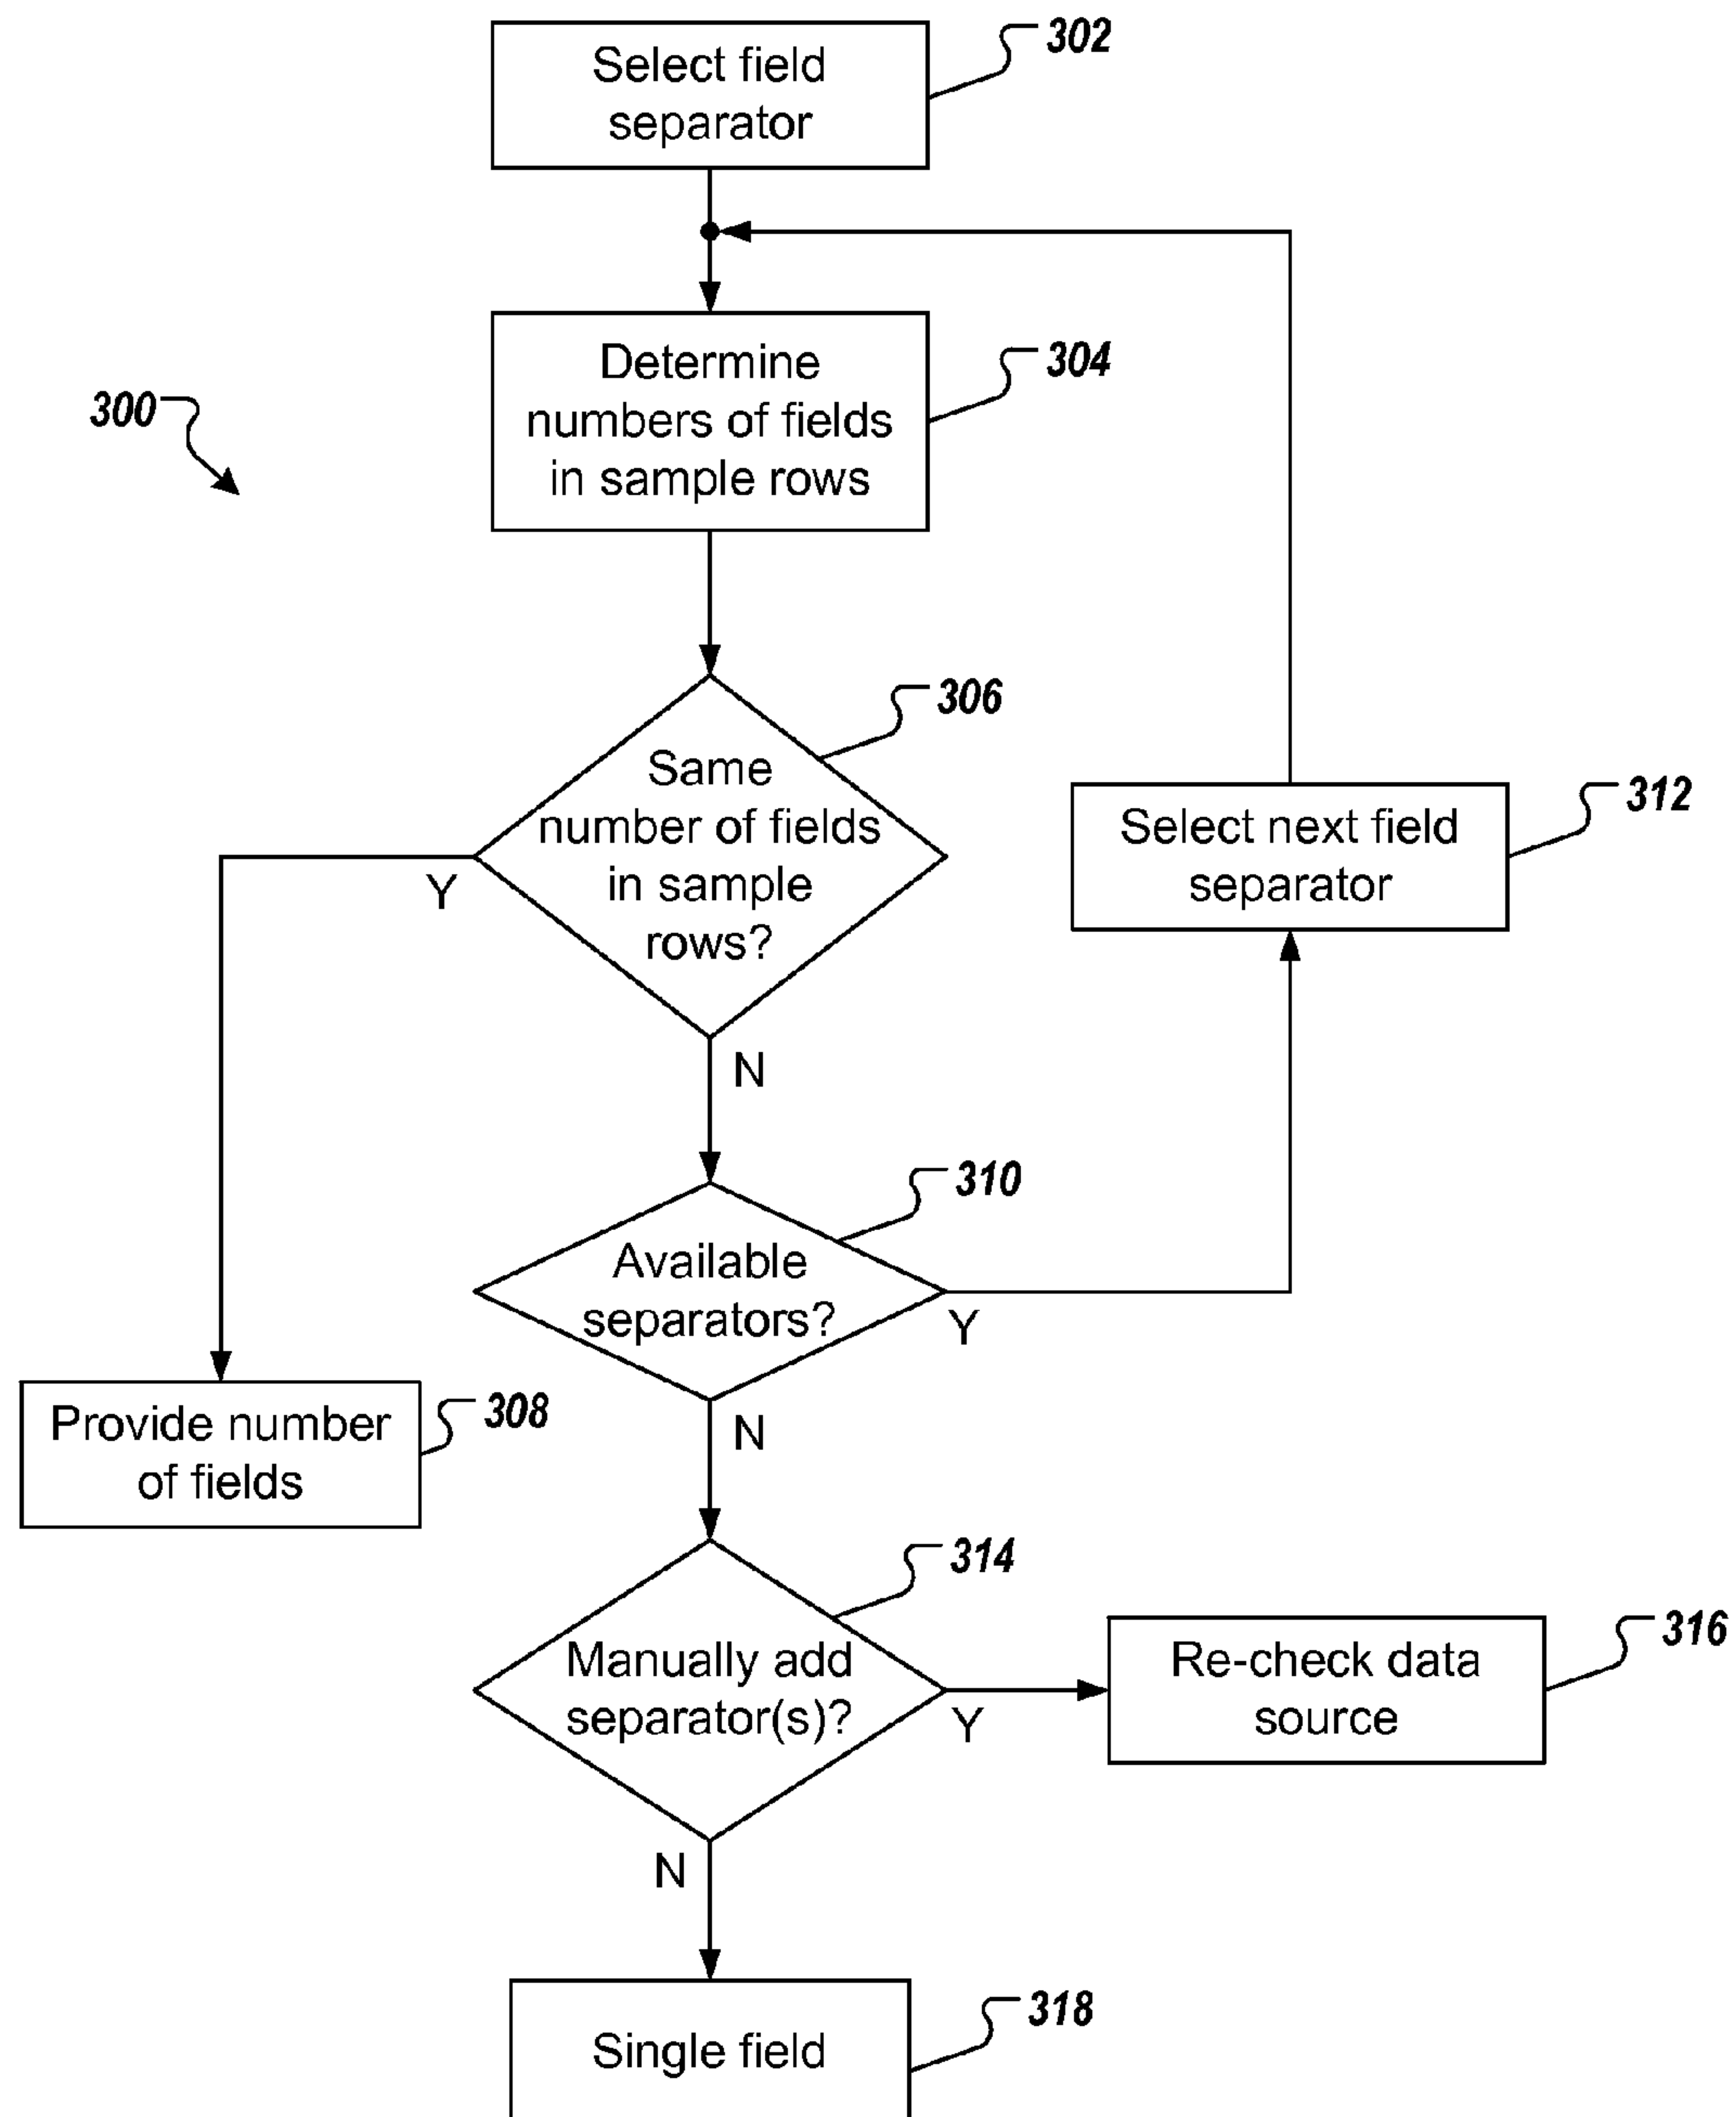 Select field
separator
302
Determine
numbers of fields
in sample rows
304
300
Same
number of fields
in sample
rows?
306
Y
N
Select next field
separator
312
Available
separators?
310
Y
N
Provide number
of fields
308
Manually add
separator(s)?
314
Y
N
Re-check data
source
316
Single field
318